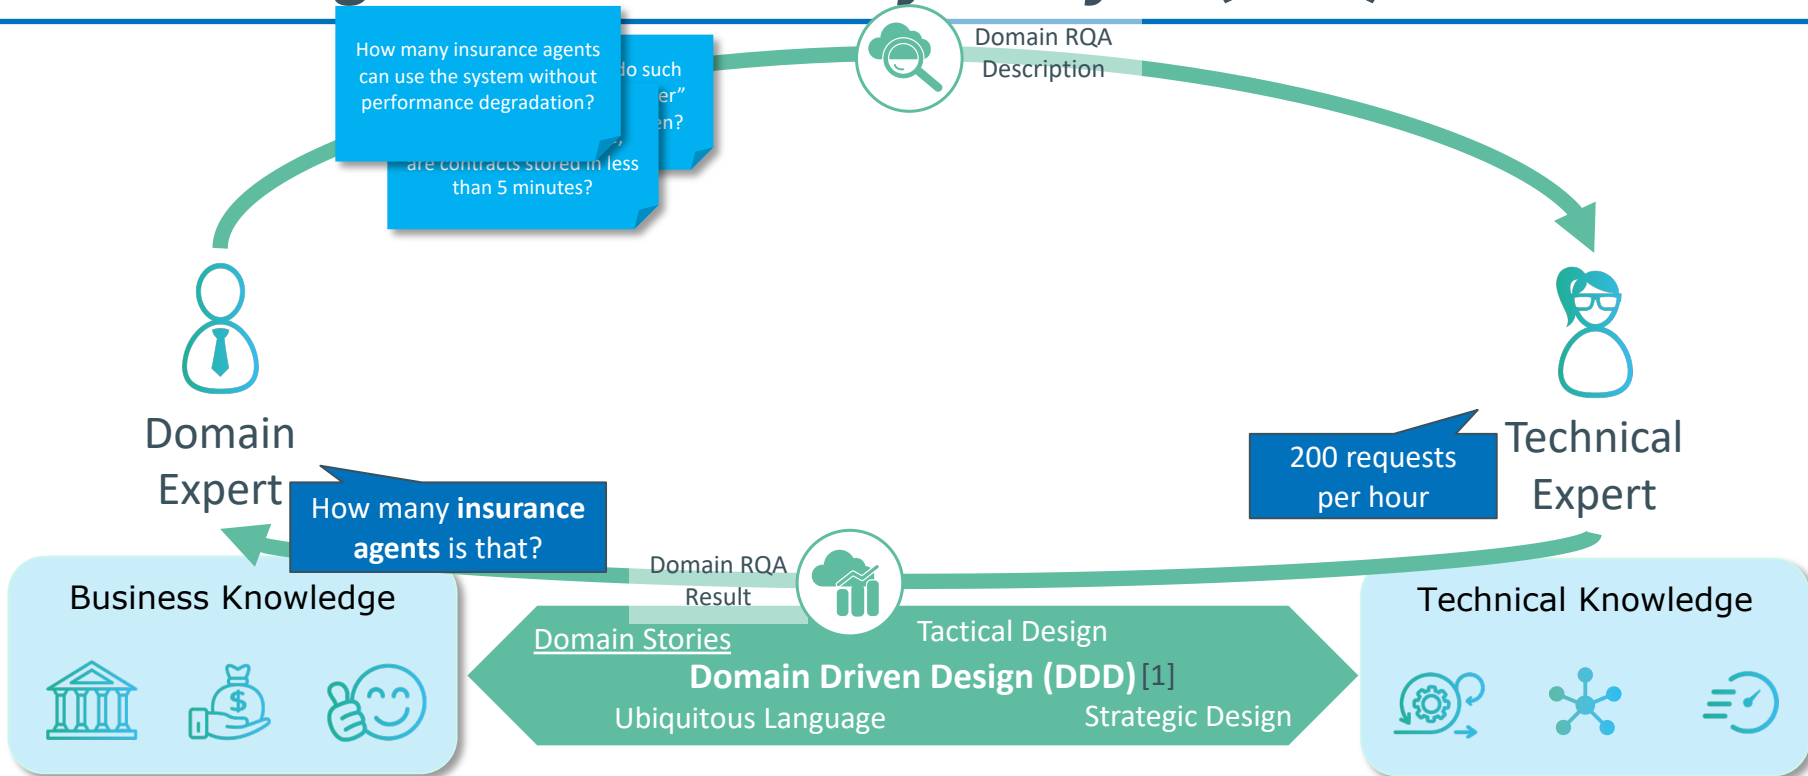 How many insurance agents
can use the system without
performance degradation?
do such
er”
en?
are contracts stored in less
than 5 minutes?
Domain RQA
Description
Domain
Expert
Technical
Expert
200 requests
per hour
How many insurance
agents is that?
Domain RQA
Result
Business Knowledge
Technical Knowledge
Domain Stories
Tactical Design
Domain Driven Design (DDD) [1]
Ubiquitous Language
Strategic Design